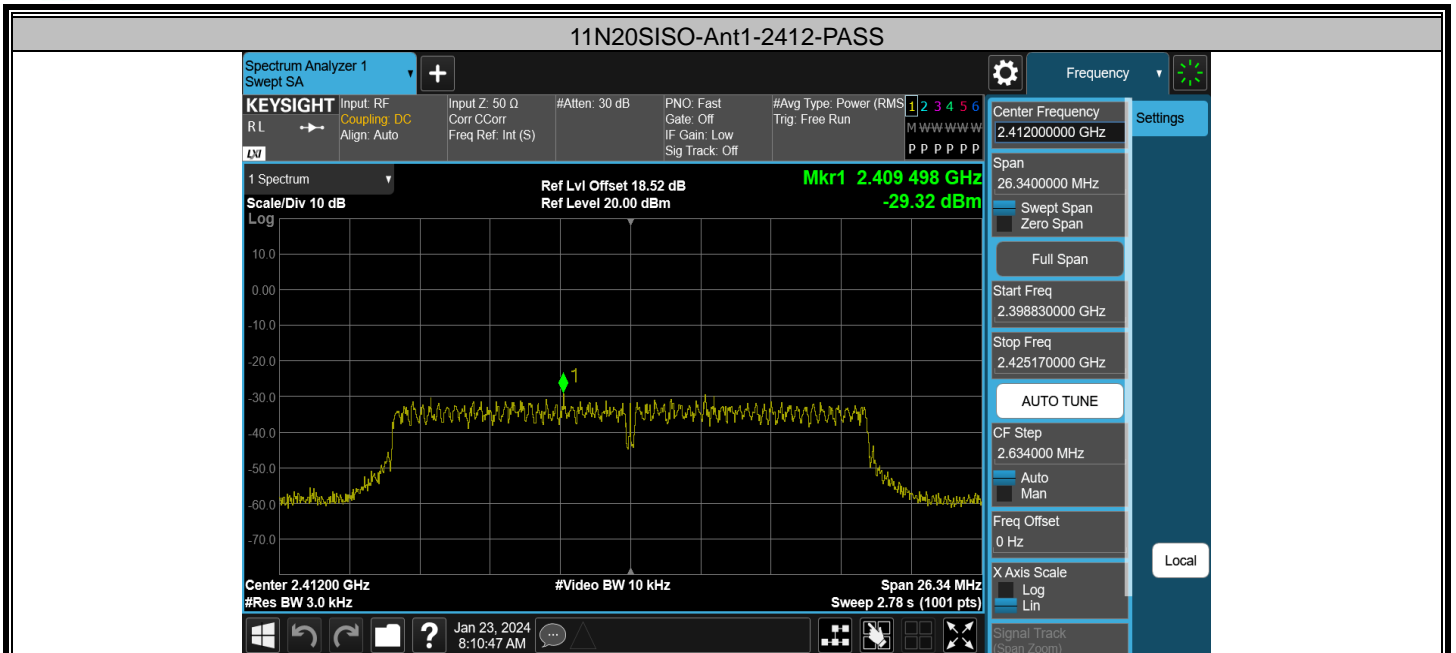 11N20SISO-Ant1-2412-PASS
Spectrum Analyzer 1
Swept SA
+
Frequency
KEYSIGHT
RL
LXI
Input: RF
Coupling: DC
Align: Auto
Input Z: 50 Ω
Corr CCorr
Freq Ref: Int (S)
#Atten: 30 dB
PNO: Fast
Gate: Off
IF Gain: Low
Sig Track: Off
#Avg Type: Power (RMS
Trig: Free Run
1 2 3 4 5 6
M W W W W W
P P P P P P
1 Spectrum
Scale/Div 10 dB
Log
Ref Lvl Offset 18.52 dB
Ref Level 20.00 dBm
Mkr1 2.409 498 GHz
-29.32 dBm
10.0
0.00
-10.0
-20.0
-30.0
-40.0
-50.0
-60.0
-70.0
1
Center 2.41200 GHz
#Res BW 3.0 kHz
#Video BW 10 kHz
Span 26.34 MHz
Sweep 2.78 s (1001 pts)
Center Frequency
2.412000000 GHz
Settings
Span
26.3400000 MHz
Swept Span
Zero Span
Full Span
Start Freq
2.398830000 GHz
Stop Freq
2.425170000 GHz
AUTO TUNE
CF Step
2.634000 MHz
Auto
Man
Freq Offset
0 Hz
X Axis Scale
Log
Lin
Local
Signal Track
(Span Zoom)
?
Jan 23, 2024
8:10:47 AM